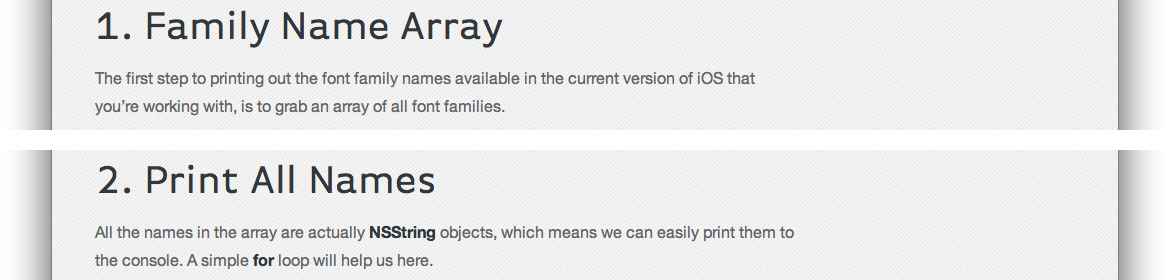 1. Family Name Array
The first step to printing out the font family names available in the current version of iOS that
you’re working with, is to grab an array of all font families.
2. Print All Names
All the names in the array are actually NSString objects, which means we can easily print them to
the console. A simple for loop will help us here.